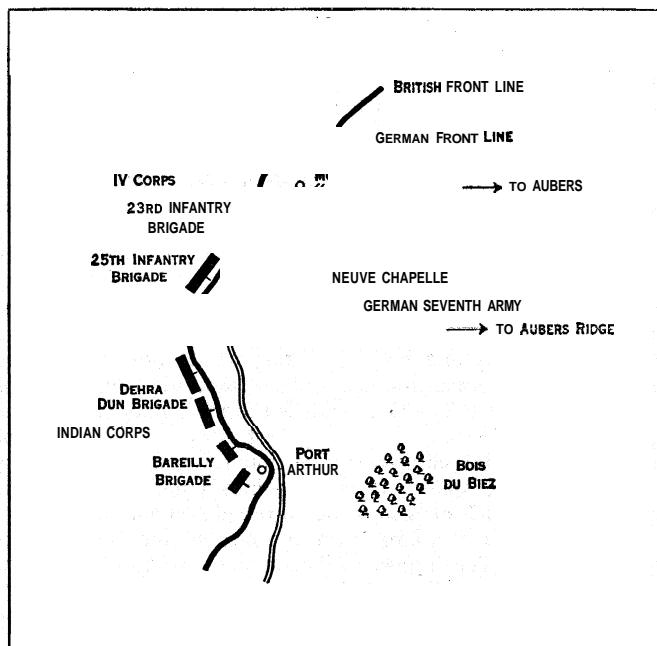 BRITISH FRONT LINE
GERMAN FRONT LINE
IV CORPS
TO AUBERS
23RD INFANTRY
BRIGADE
25TH INFANTRY
BRIGADE
NEUVE CHAPELLE
GERMAN SEVENTH ARMY
TO AUBERS RIDGE
DEHRA
DUN BRIGADE
INDIAN CORPS
BAREILLY
BRIGADE
PORT
ARTHUR
BOIS
DU BIEZ